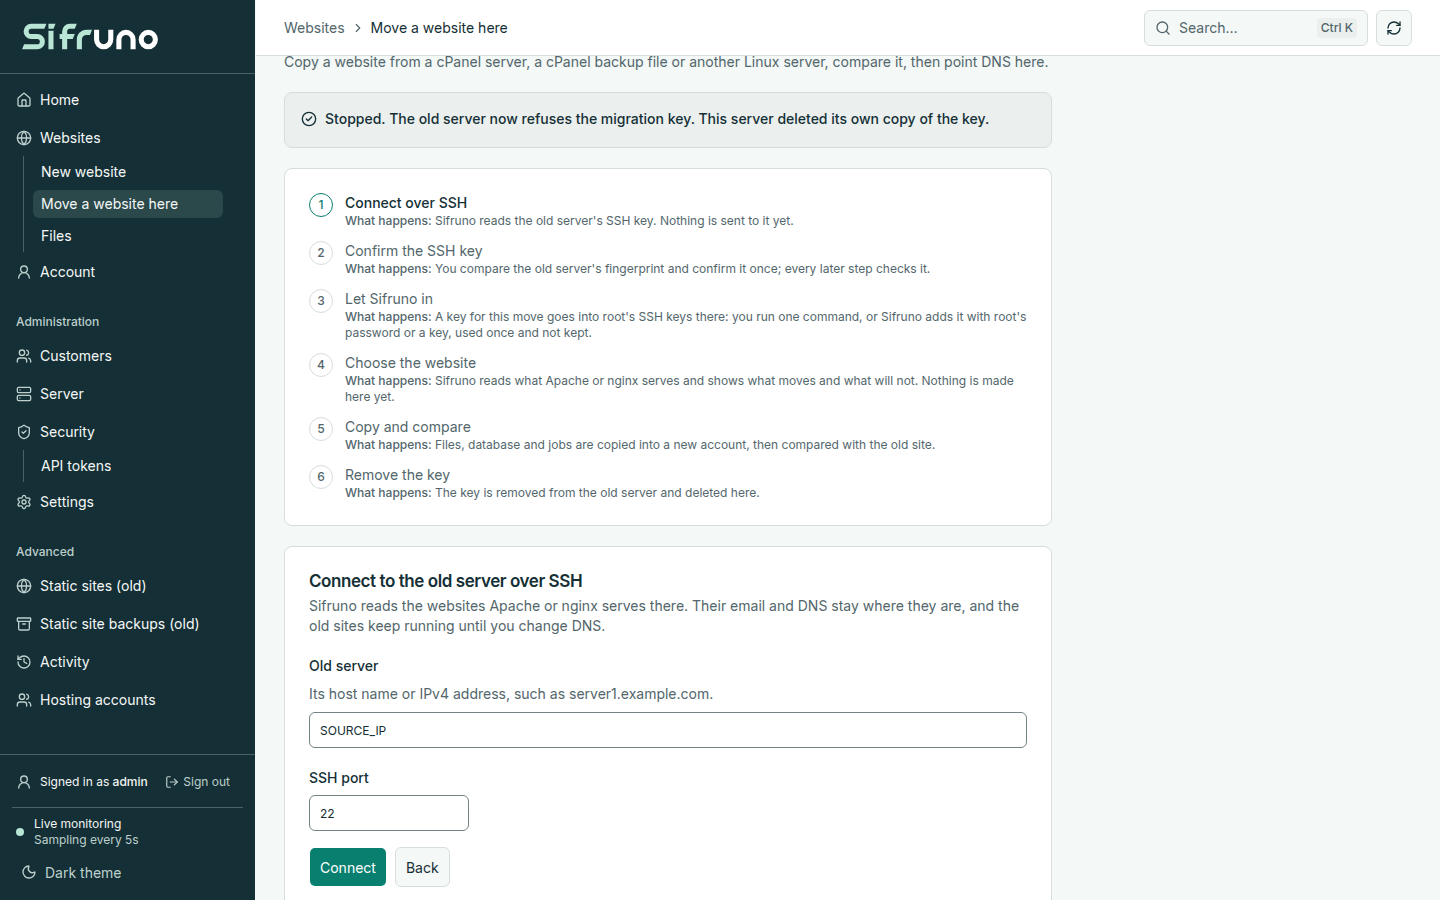 Sifruno
Home
Websites
New website
Move a website here
Files
Account
Administration
Customers
Server
Security
API tokens
Settings
Advanced
Static sites (old)
Static site backups (old)
Activity
Hosting accounts
Signed in as admin
Sign out
Live monitoring
Sampling every 5s
Dark theme
Websites > Move a website here
Search... Ctrl K
Copy a website from a cPanel server, a cPanel backup file or another Linux server, compare it, then point DNS here.
Stopped. The old server now refuses the migration key. This server deleted its own copy of the key.
1 Connect over SSH
What happens: Sifruno reads the old server's SSH key. Nothing is sent to it yet.
2 Confirm the SSH key
What happens: You compare the old server's fingerprint and confirm it once; every later step checks it.
3 Let Sifruno in
What happens: A key for this move goes into root's SSH keys there: you run one command, or Sifruno adds it with root's
password or a key, used once and not kept.
4 Choose the website
What happens: Sifruno reads what Apache or nginx serves and shows what moves and what will not. Nothing is made
here yet.
5 Copy and compare
What happens: Files, database and jobs are copied into a new account, then compared with the old site.
6 Remove the key
What happens: The key is removed from the old server and deleted here.
Connect to the old server over SSH
Sifruno reads the websites Apache or nginx serves there. Their email and DNS stay where they are, and the
old sites keep running until you change DNS.
Old server
Its host name or IPv4 address, such as server1.example.com.
SOURCE_IP
SSH port
22
Connect
Back